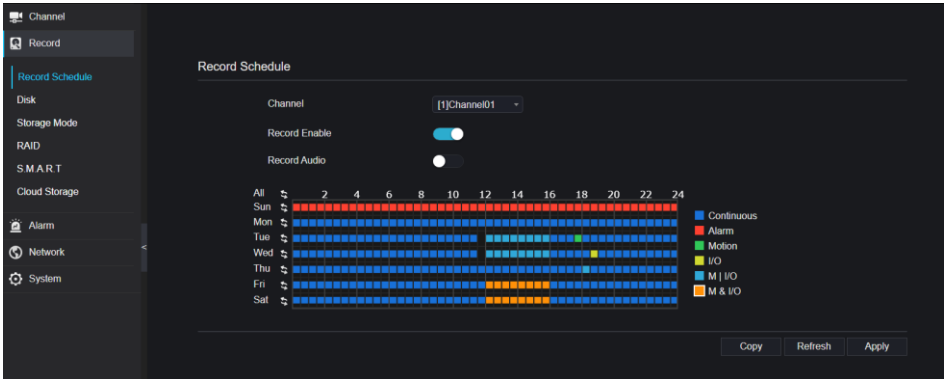 Channel
Record
Record Schedule
Disk
Storage Mode
RAID
S.M.A.R.T
Cloud Storage
Alarm
Network
System
<
Record Schedule
Channel [1]Channel01
Record Enable
Record Audio
All 2 4 6 8 10 12 14 16 18 20 22 24
Sun
Mon
Tue
Wed
Thu
Fri
Sat
Continuous
Alarm
Motion
I/O
M | I/O
M & I/O
Copy Refresh Apply